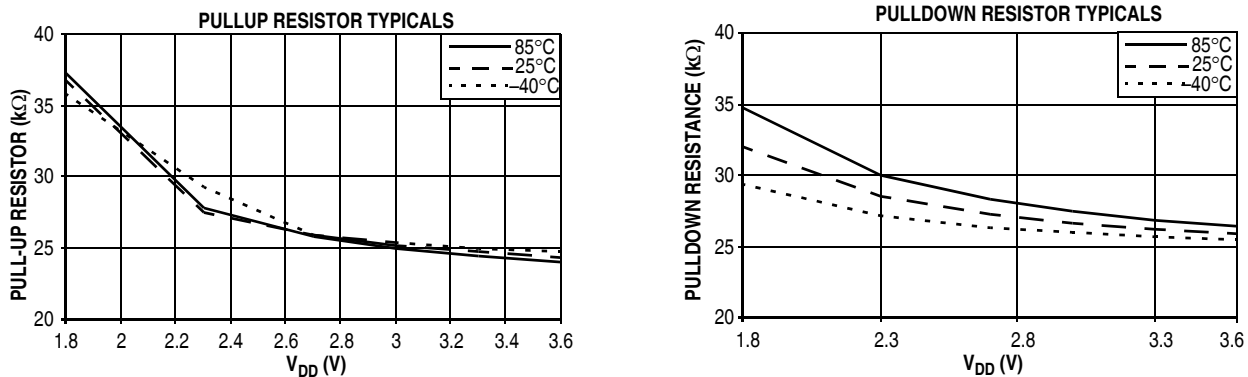 PULLUP RESISTOR TYPICALS
PULL-UP RESISTOR (kΩ)
40
35
30
25
20
85°C
25°C
–40°C
1.8 2 2.2 2.4 2.6 2.8 3 3.2 3.4 3.6
VDD (V)
PULLDOWN RESISTOR TYPICALS
PULLDOWN RESISTANCE (kΩ)
40
35
30
25
20
85°C
25°C
–40°C
1.8 2.3 2.8 3.3 3.6
VDD (V)